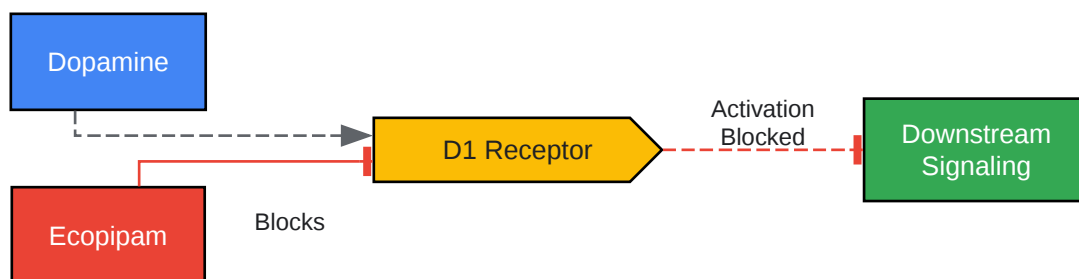 Dopamine
D1 Receptor
Activation
Blocked
Downstream
Signaling
Blocks
Ecopipam